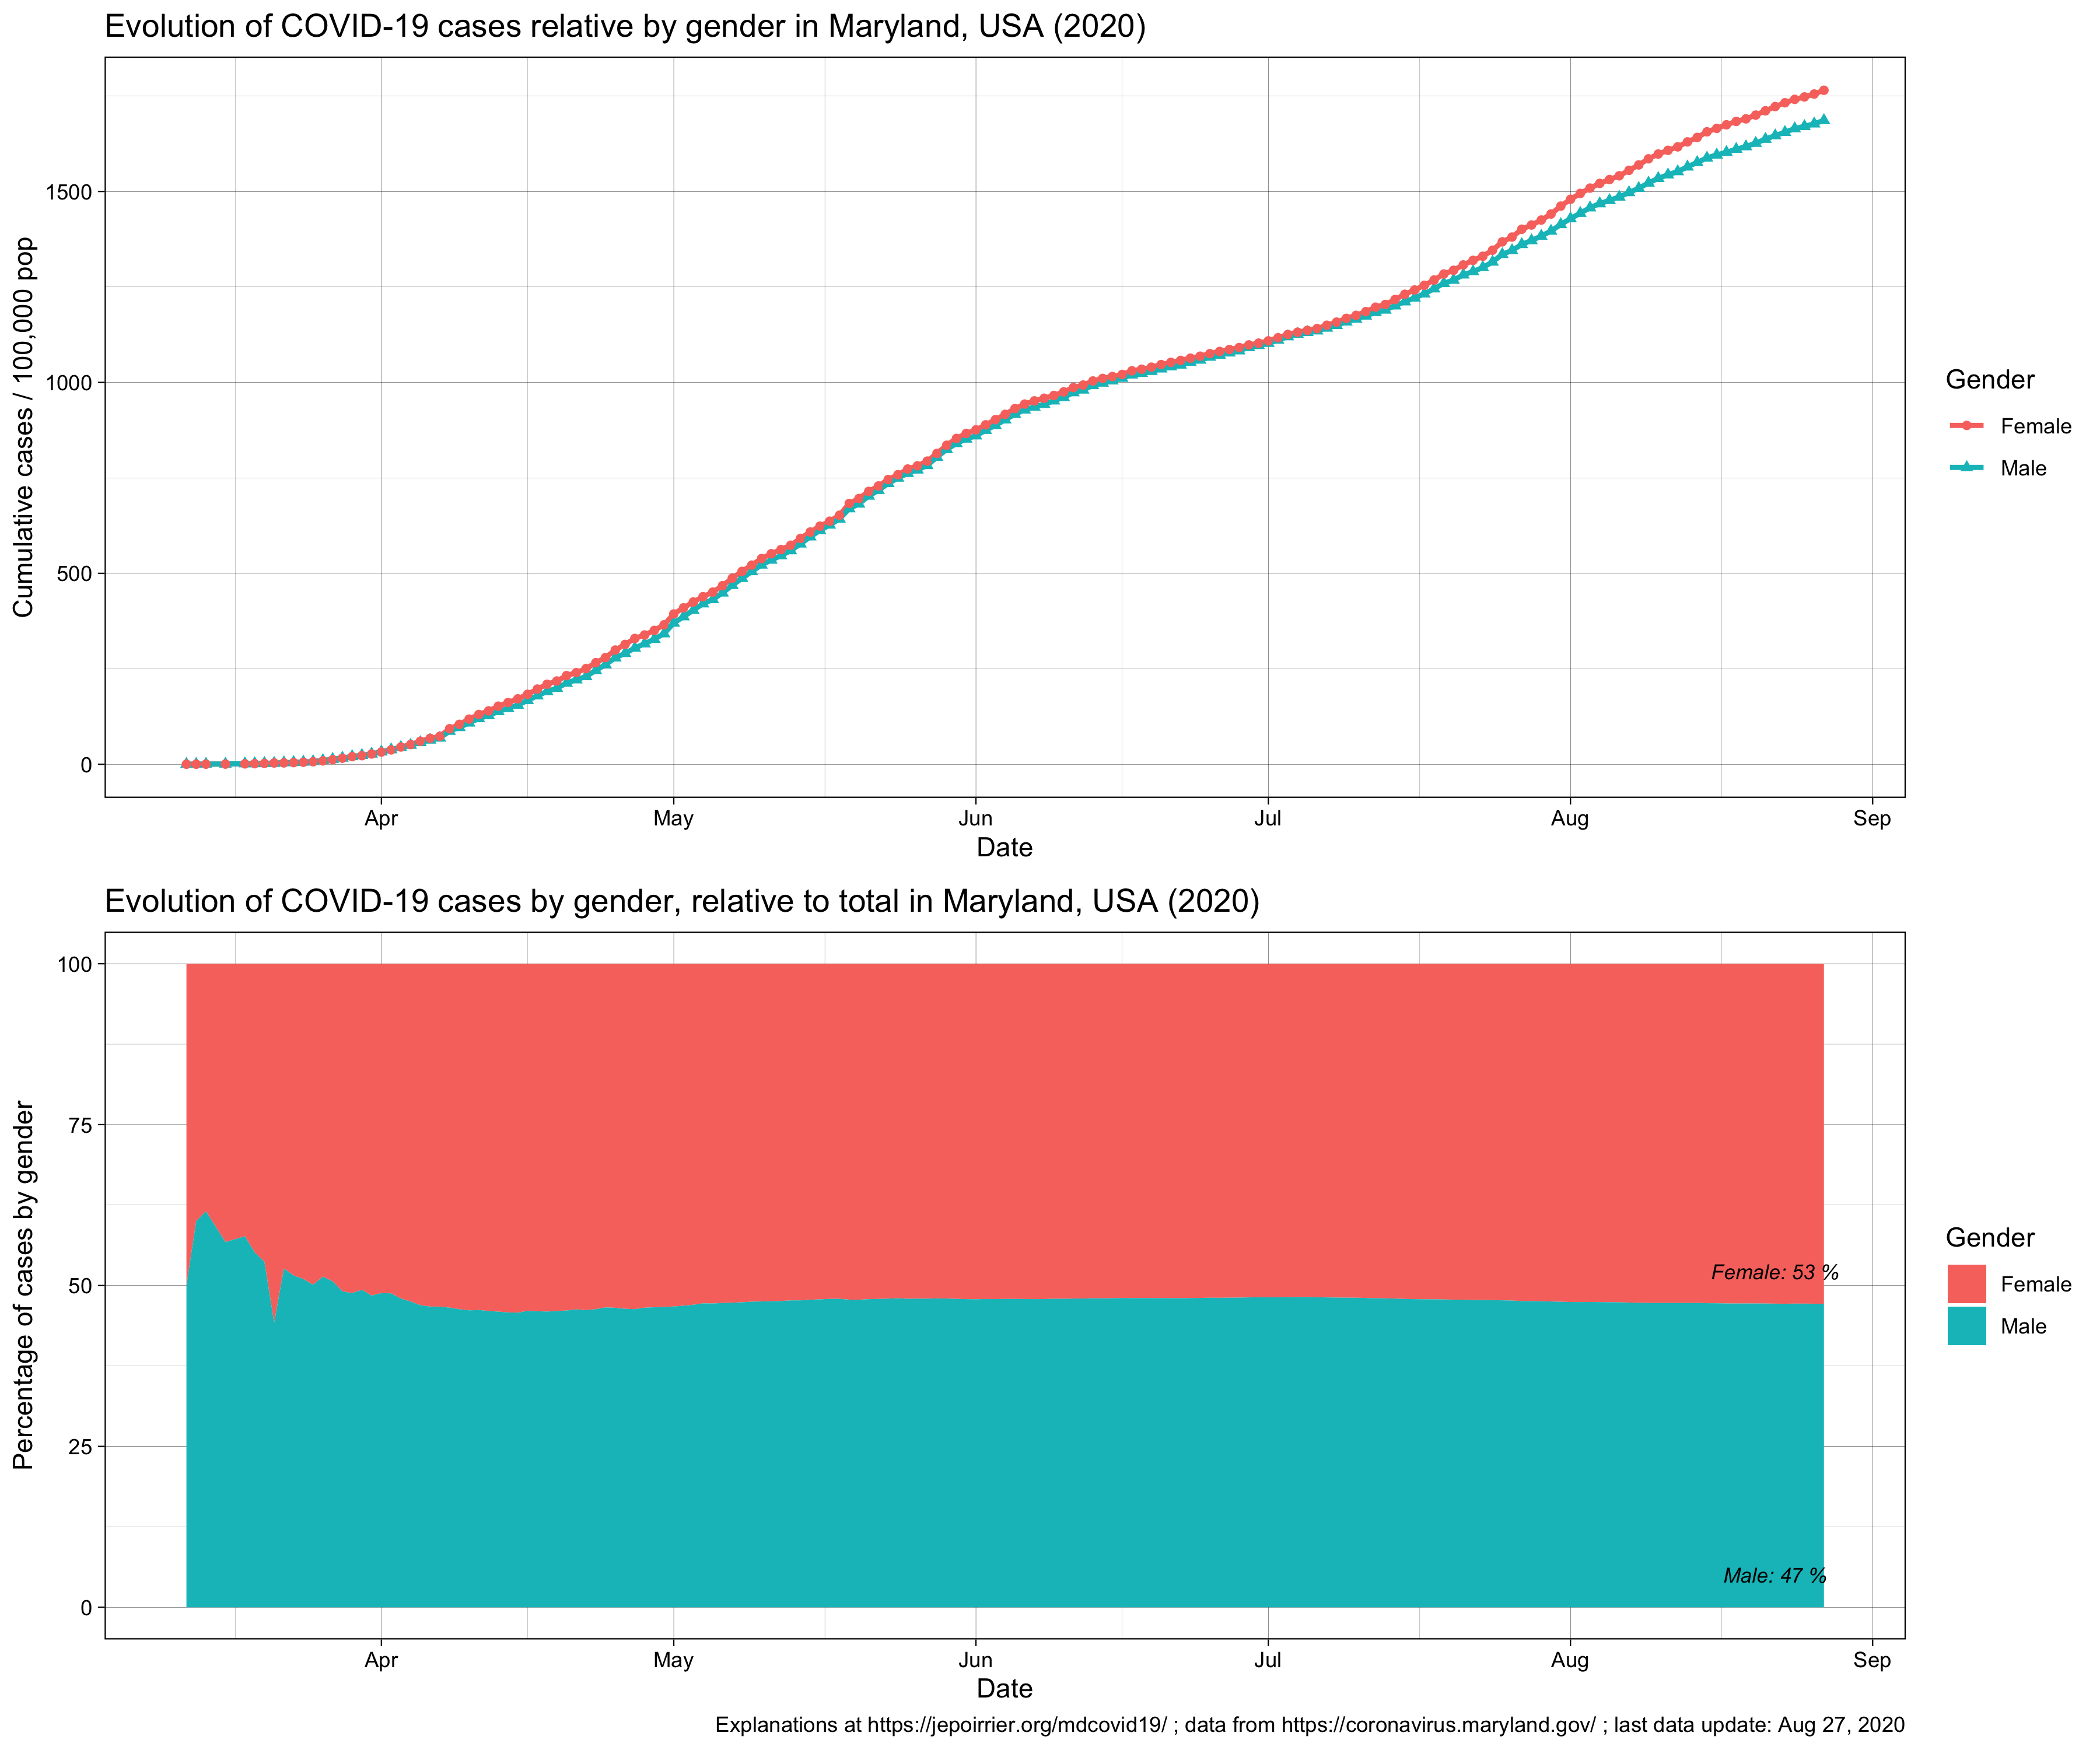 Evolution of COVID-19 cases relative by gender in Maryland, USA (2020)
Cumulative cases / 100,000 pop
1500
1000
500
0
Apr May Jun Jul Aug Sep
Date
Gender
Female
Male
Evolution of COVID-19 cases by gender, relative to total in Maryland, USA (2020)
Percentage of cases by gender
100
75
50
25
0
Female: 53 %
Male: 47 %
Apr May Jun Jul Aug Sep
Date
Gender
Female
Male
Explanations at https://jepoirrier.org/mdcovid19/ ; data from https://coronavirus.maryland.gov/ ; last data update: Aug 27, 2020